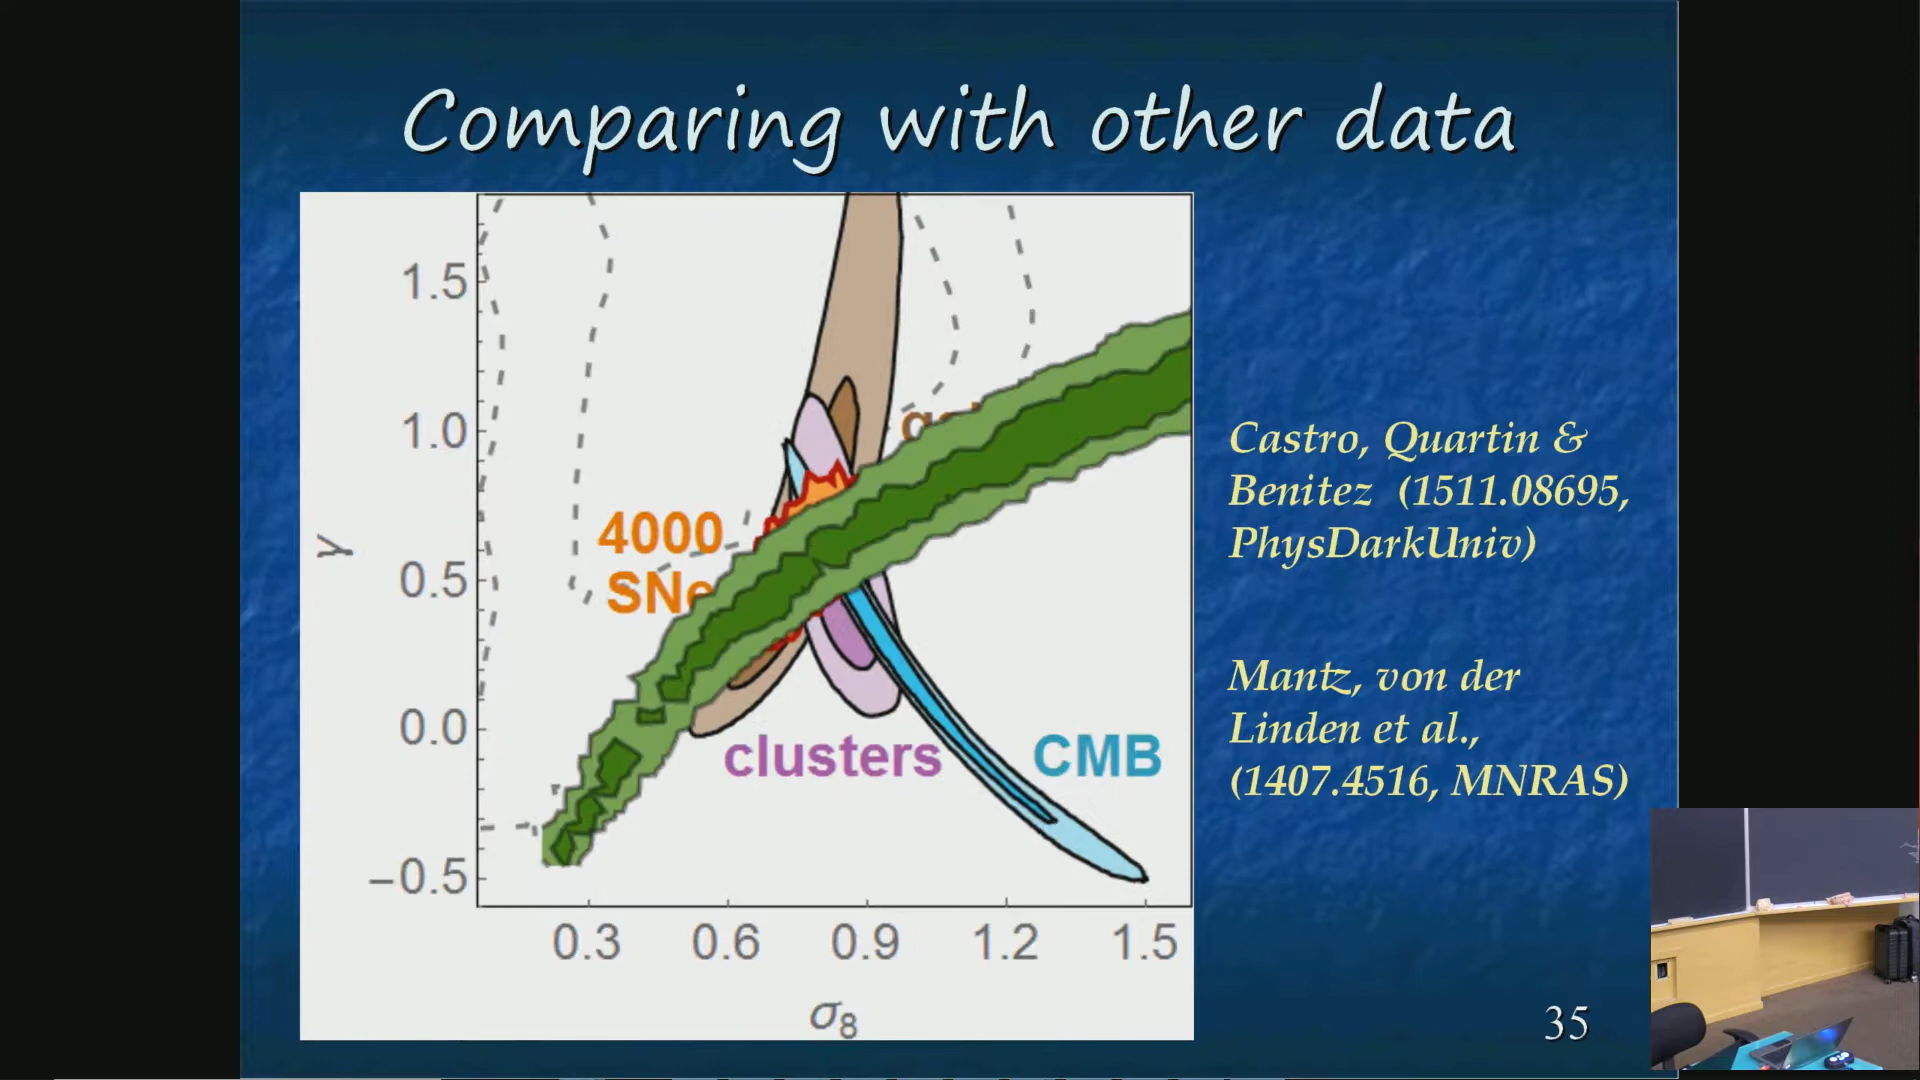 Comparing with other data
1.5
1.0
0.5
0.0
−0.5
γ
0.3 0.6 0.9 1.2 1.5
σ8
4000
SNe
clusters
CMB
Castro, Quartin &
Benitez (1511.08695,
PhysDarkUniv)
Mantz, von der
Linden et al.,
(1407.4516, MNRAS)
35